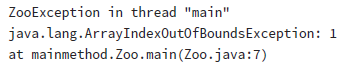 ZooException in thread "main"
java.lang.ArrayIndexOutOfBoundsException: 1
at mainmethod.Zoo.main(Zoo.java:7)